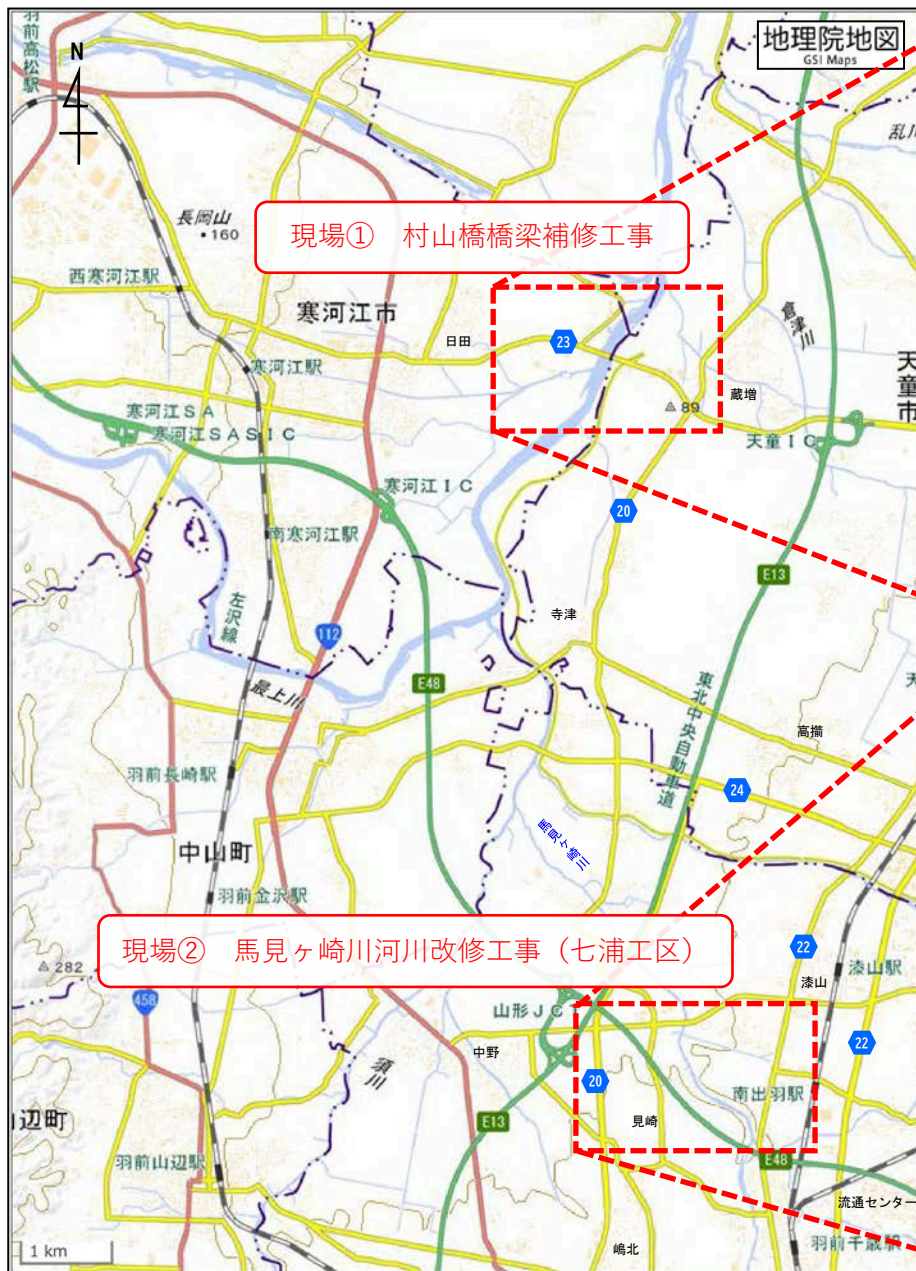 羽前高松駅
N
地理院地図
GSI Maps
乱川
長岡山
・160
現場① 村山橋橋梁補修工事
西寒河江駅
寒河江市
日田
23
倉津川
天童市
寒河江駅
蔵増
89
寒河江SA
寒河江SASIC
天童IC
寒河江IC
20
南寒河江駅
E13
左沢線
寺津
112
E48
最上川
東北中央自動車道
高擶
羽前長崎駅
24
天
馬見ヶ崎川
中山町
羽前金沢駅
現場② 馬見ヶ崎川河川改修工事(七浦工区)
22
282
漆山駅
漆山
458
山形JCT
中野
22
須川
20
南出羽駅
見崎
山辺町
E13
羽前山辺駅
E48
流通センター
1 km
嶋北
羽前千歳駅